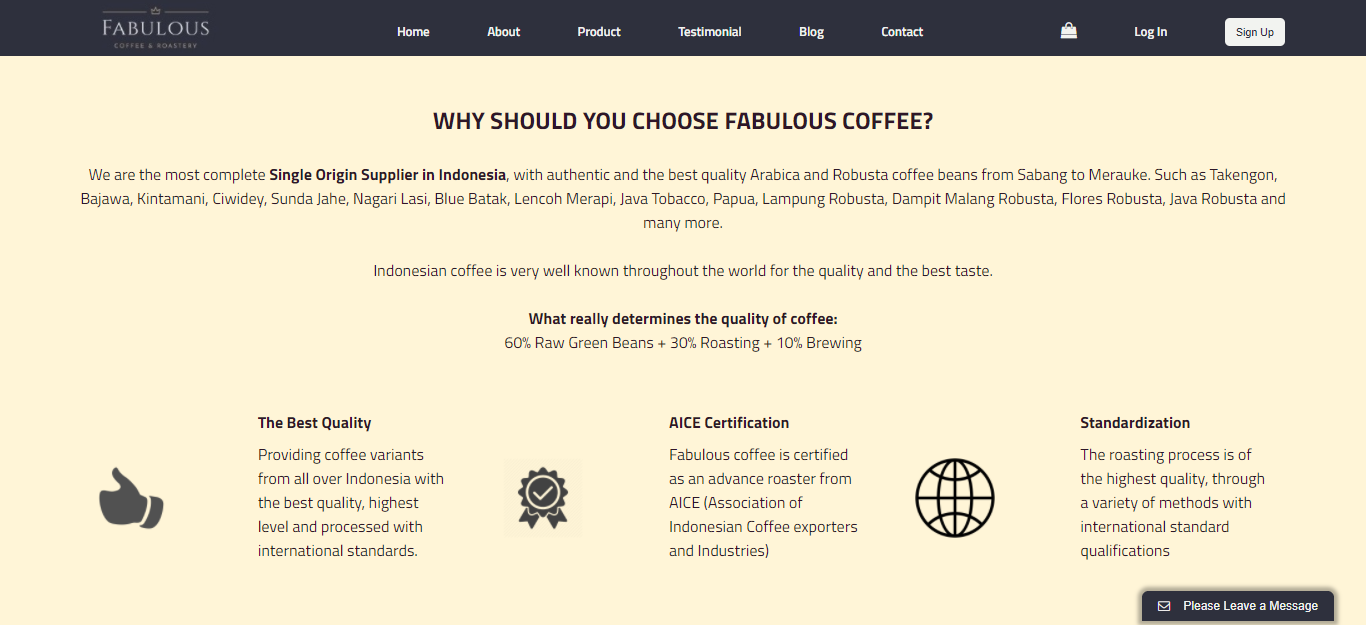 FABULOUS
COFFEE & ROASTERY
Home
About
Product
Testimonial
Blog
Contact
Log In
Sign Up
WHY SHOULD YOU CHOOSE FABULOUS COFFEE?
We are the most complete Single Origin Supplier in Indonesia, with authentic and the best quality Arabica and Robusta coffee beans from Sabang to Merauke. Such as Takengon,
Bajawa, Kintamani, Ciwidey, Sunda Jahe, Nagari Lasi, Blue Batak, Lencoh Merapi, Java Tobacco, Papua, Lampung Robusta, Dampit Malang Robusta, Flores Robusta, Java Robusta and
many more.
Indonesian coffee is very well known throughout the world for the quality and the best taste.
What really determines the quality of coffee:
60% Raw Green Beans + 30% Roasting + 10% Brewing
The Best Quality
Providing coffee variants
from all over Indonesia with
the best quality, highest
level and processed with
international standards.
AICE Certification
Fabulous coffee is certified
as an advance roaster from
AICE (Association of
Indonesian Coffee exporters
and Industries)
Standardization
The roasting process is of
the highest quality, through
a variety of methods with
international standard
qualifications
Please Leave a Message